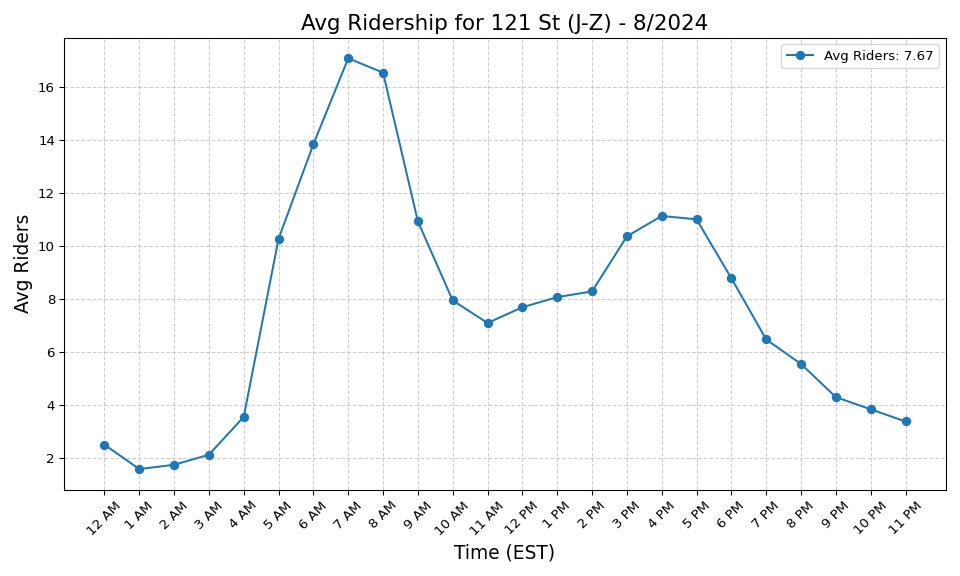 Avg Ridership for 121 St (J-Z) - 8/2024
Avg Riders: 7.67
Avg Riders
16
14
12
10
8
6
4
2
12 AM 1 AM 2 AM 3 AM 4 AM 5 AM 6 AM 7 AM 8 AM 9 AM 10 AM 11 AM 12 PM 1 PM 2 PM 3 PM 4 PM 5 PM 6 PM 7 PM 8 PM 9 PM 10 PM 11 PM
Time (EST)